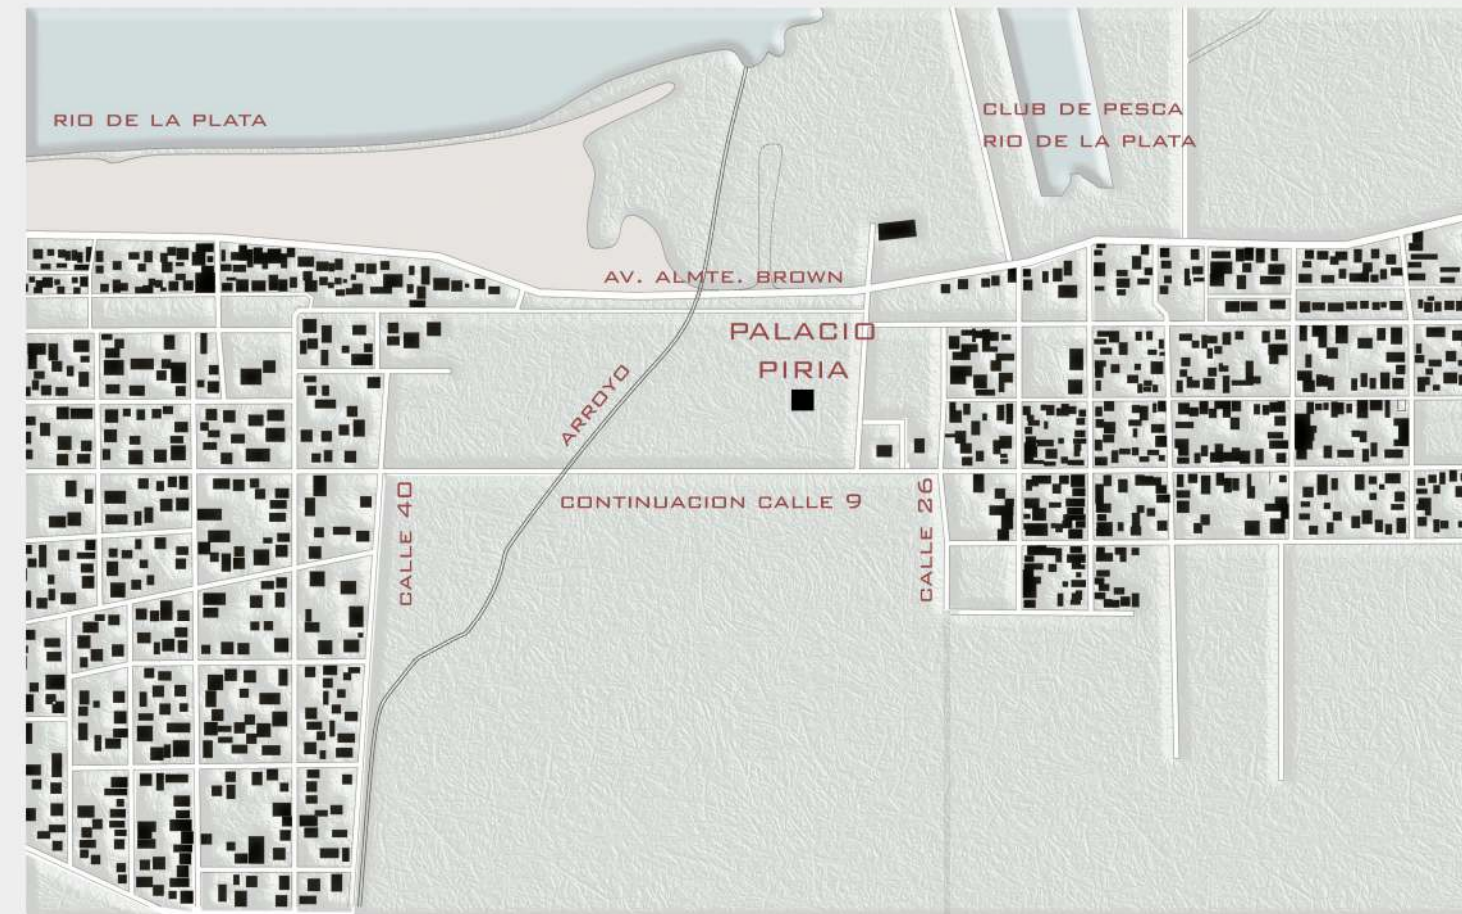 RIO DE LA PLATA
CLUB DE PESCA
RIO DE LA PLATA
AV. ALMTE. BROWN
PALACIO
PIRIA
ARROYO
CALLE 40
CONTINUACION CALLE 9
CALLE 26